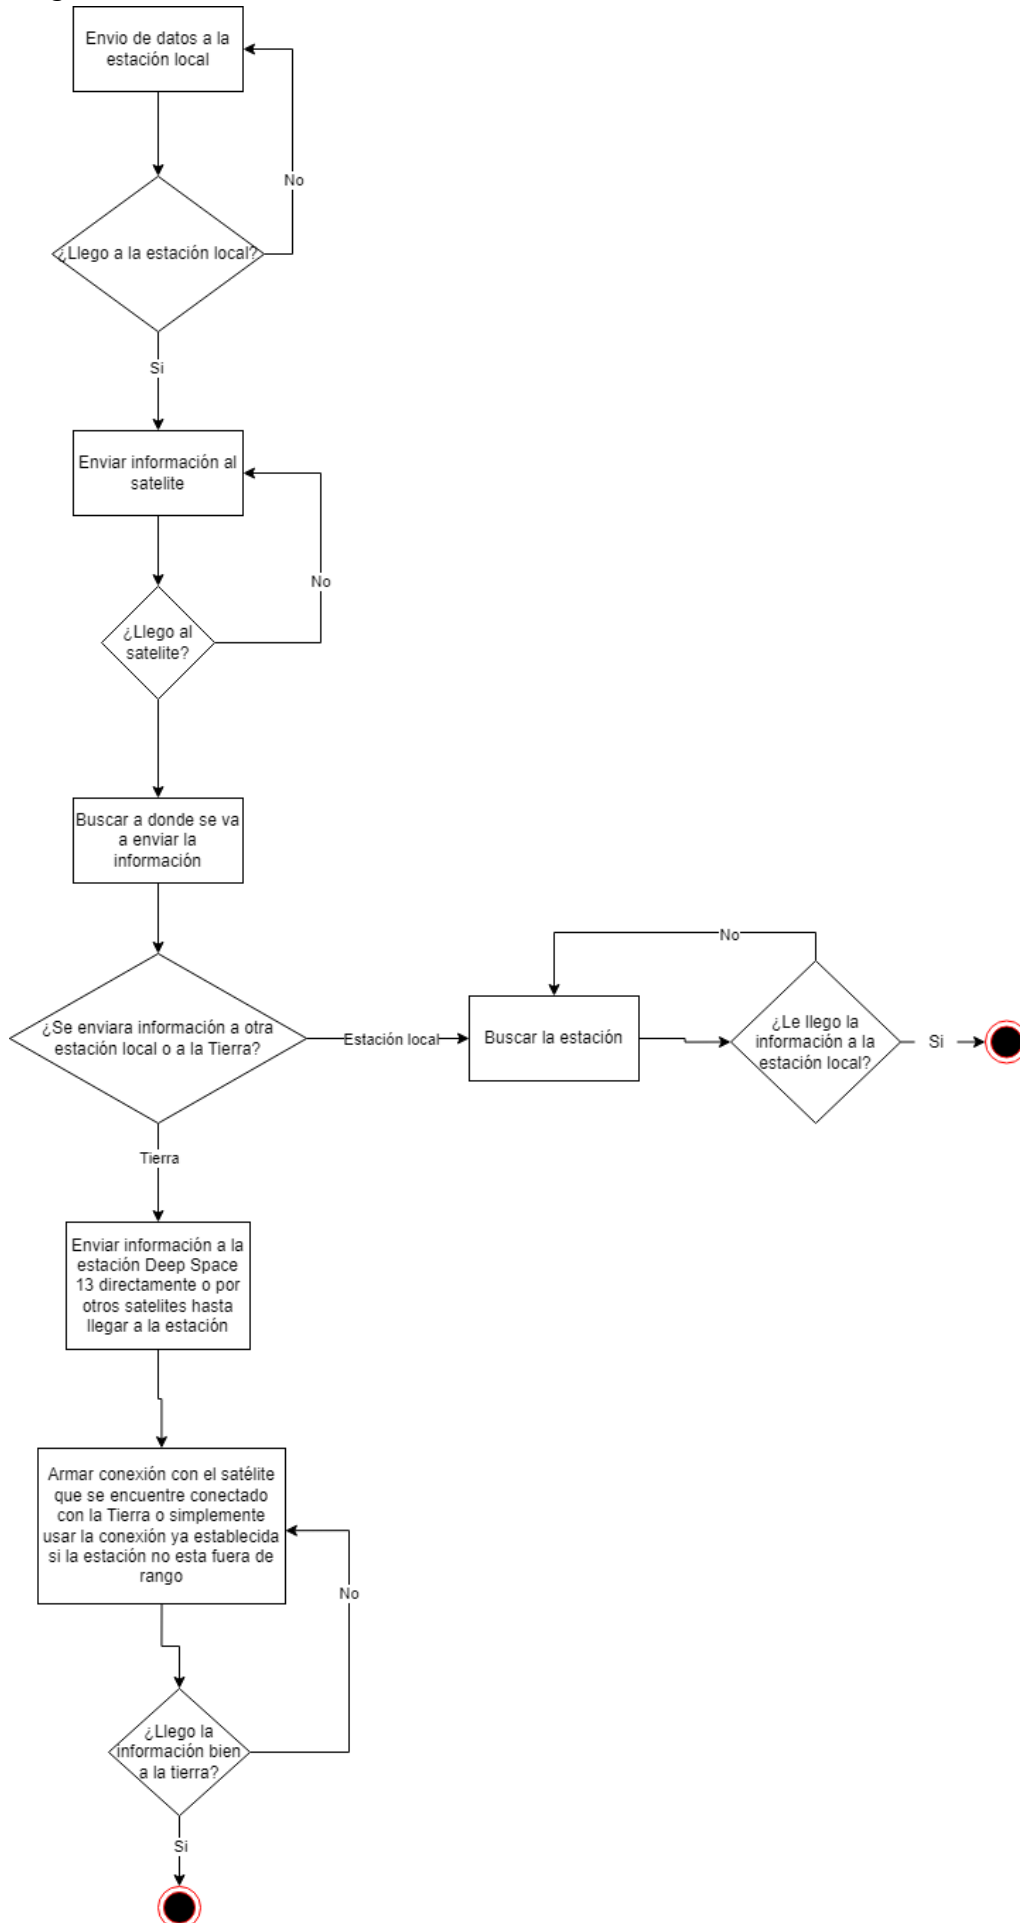 Envio de datos a la
estación local
No
¿Llego a la estación local?
Si
Enviar información al
satelite
No
¿Llego al
satelite?
Buscar a donde se va
a enviar la
información
¿Se enviara información a otra
estación local o a la Tierra?
Estación local
Buscar la estación
No
¿Le llego la
información a la
estación local?
Si
Tierra
Enviar información a la
estación Deep Space
13 directamente o por
otros satelites hasta
llegar a la estación
Armar conexión con el satélite
que se encuentre conectado
con la Tierra o simplemente
usar la conexión ya establecida
si la estación no esta fuera de
rango
No
¿Llego la
información bien
a la tierra?
Si